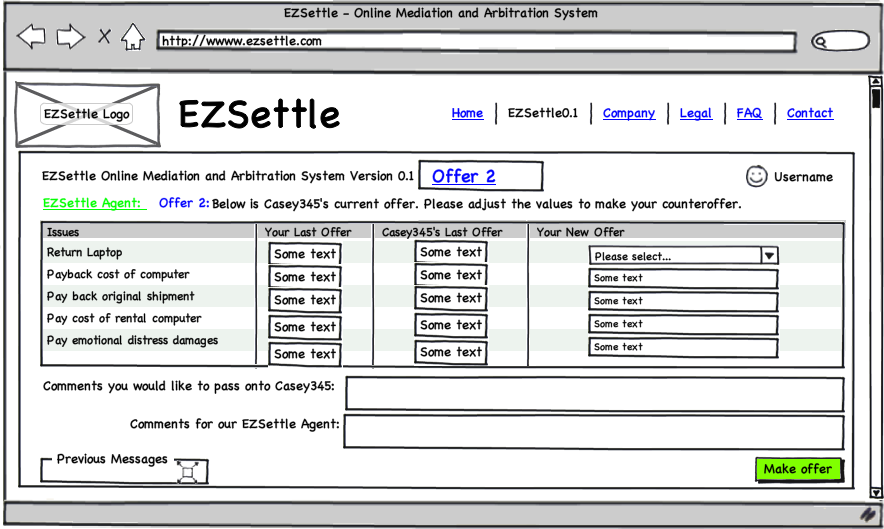 EZSettle - Online Mediation and Arbitration System
http://wwww.ezsettle.com
EZSettle Logo
EZSettle
Home EZSettle0.1 Company Legal FAQ Contact
EZSettle Online Mediation and Arbitration System Version 0.1 Offer 2 Username
EZSettle Agent: Offer 2: Below is Casey345's current offer. Please adjust the values to make your counteroffer.
Issues Your Last Offer Casey345's Last Offer Your New Offer
Return Laptop Some text Some text Please select...
Payback cost of computer Some text Some text Some text
Pay back original shipment Some text Some text Some text
Pay cost of rental computer Some text Some text Some text
Pay emotional distress damages Some text Some text Some text
Comments you would like to pass onto Casey345:
Comments for our EZSettle Agent:
Previous Messages
Make offer